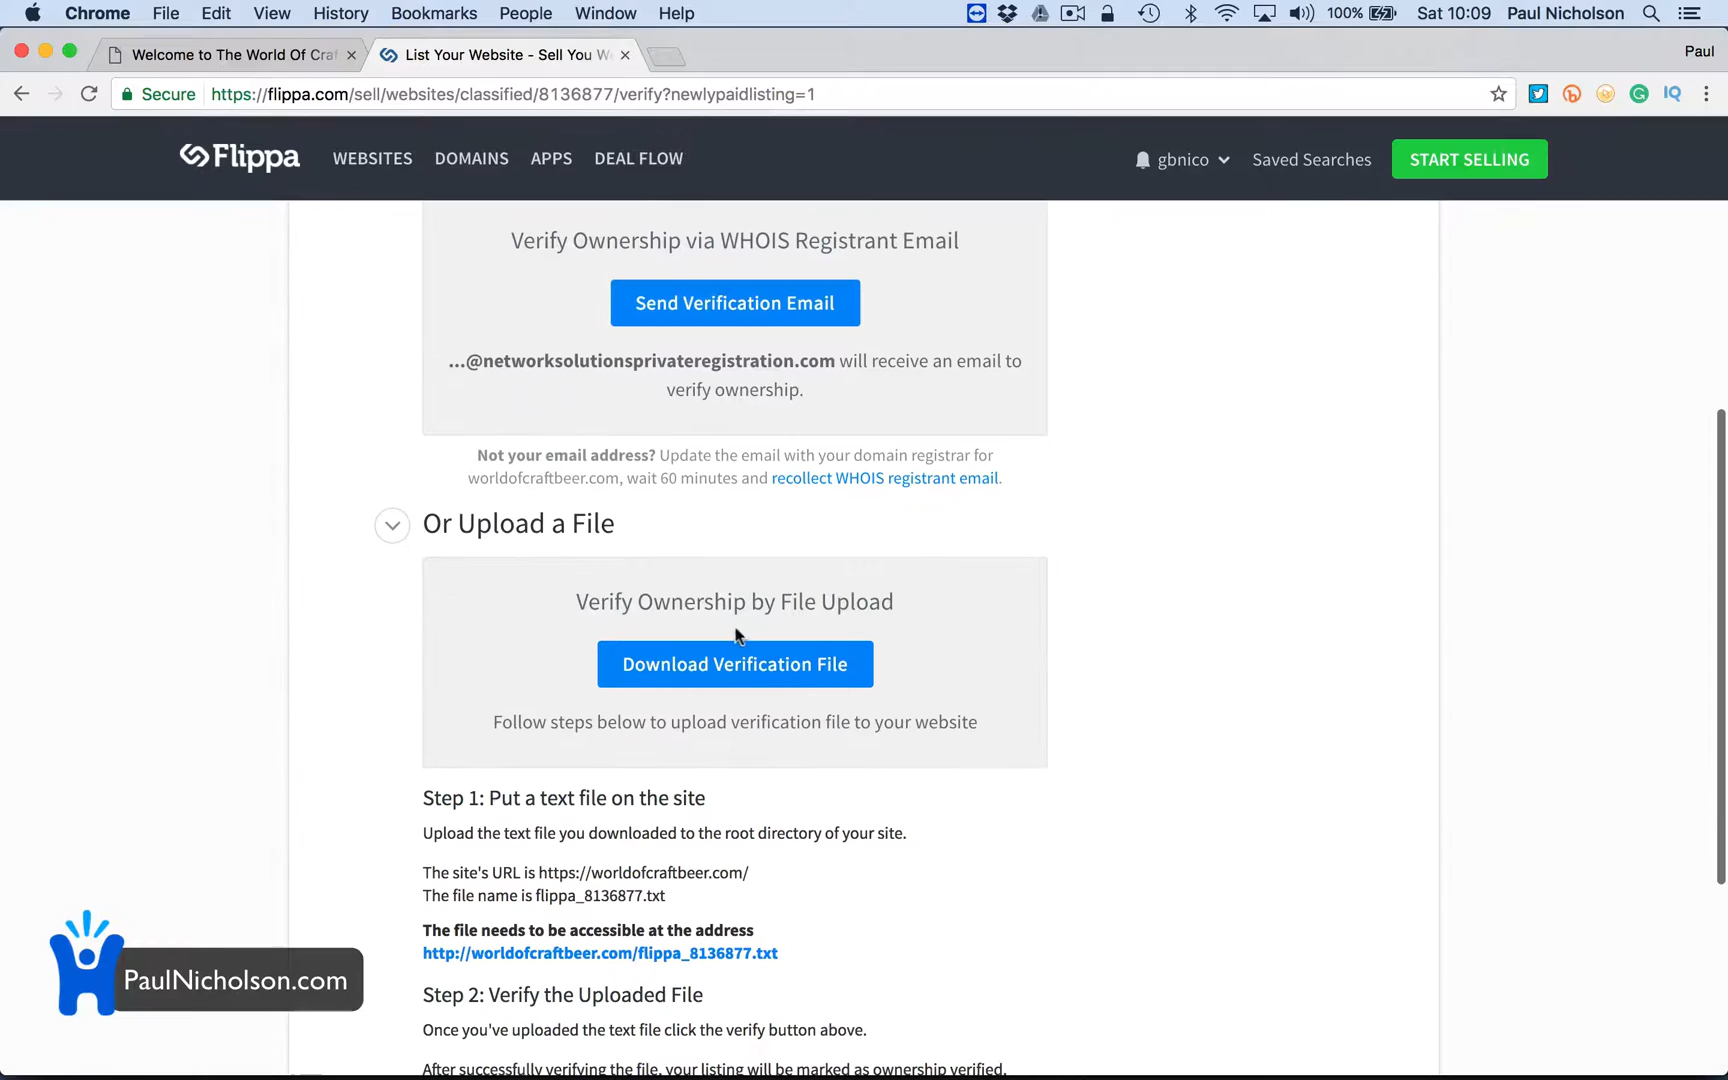 Chrome File Edit View History Bookmarks People Window Help 100% Sat 10:09 Paul Nicholson
Welcome to The World Of Craf List Your Website - Sell You W Paul
Secure https://flippa.com/sell/websites/classified/8136877/verify?newlypaidlisting=1
Flippa WEBSITES DOMAINS APPS DEAL FLOW gbnico Saved Searches START SELLING
Verify Ownership via WHOIS Registrant Email
Send Verification Email
...@networksolutionsprivateregistration.com will receive an email to
verify ownership.
Not your email address? Update the email with your domain registrar for
worldofcraftbeer.com, wait 60 minutes and recollect WHOIS registrant email.
Or Upload a File
Verify Ownership by File Upload
Download Verification File
Follow steps below to upload verification file to your website
Step 1: Put a text file on the site
Upload the text file you downloaded to the root directory of your site.
The site's URL is https://worldofcraftbeer.com/
The file name is flippa_8136877.txt
The file needs to be accessible at the address
http://worldofcraftbeer.com/flippa_8136877.txt
Step 2: Verify the Uploaded File
Once you've uploaded the text file click the verify button above.
After successfully verifying the file, your listing will be marked as ownership verified.
PaulNicholson.com